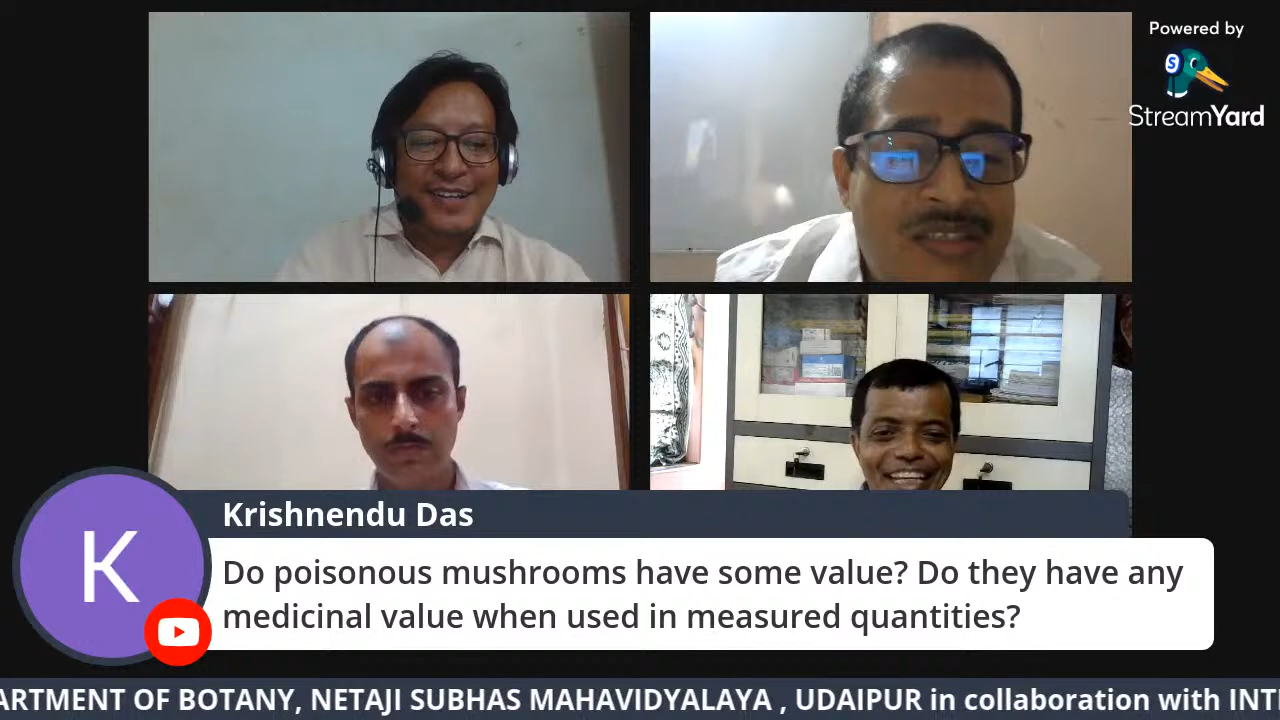 Powered by
S
StreamYard
Krishnendu Das
K
Do poisonous mushrooms have some value? Do they have any
medicinal value when used in measured quantities?
ARTMENT OF BOTANY, NETAJI SUBHAS MAHAVIDYALAYA , UDAIPUR in collaboration with INT